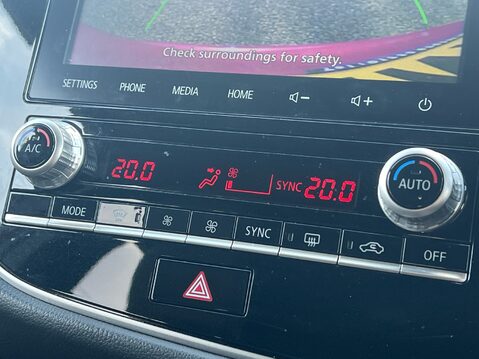 Check surroundings for safety.
SETTINGS PHONE MEDIA HOME
A/C 20.0 SYNC 20.0 AUTO
MODE SYNC OFF